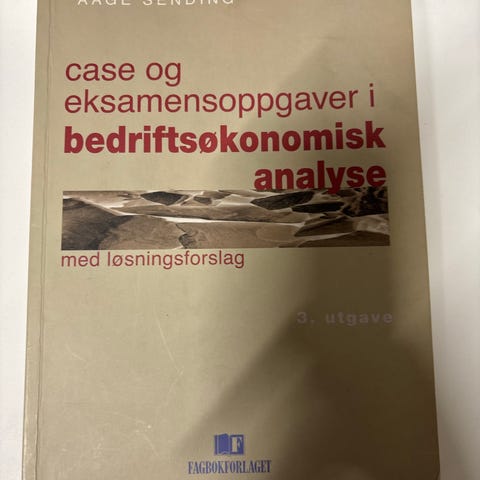 AAGE SENDING
case og
eksamensoppgaver i
bedriftsøkonomisk
analyse
med løsningsforslag
3. utgave
F
FAGBOKFORLAGET